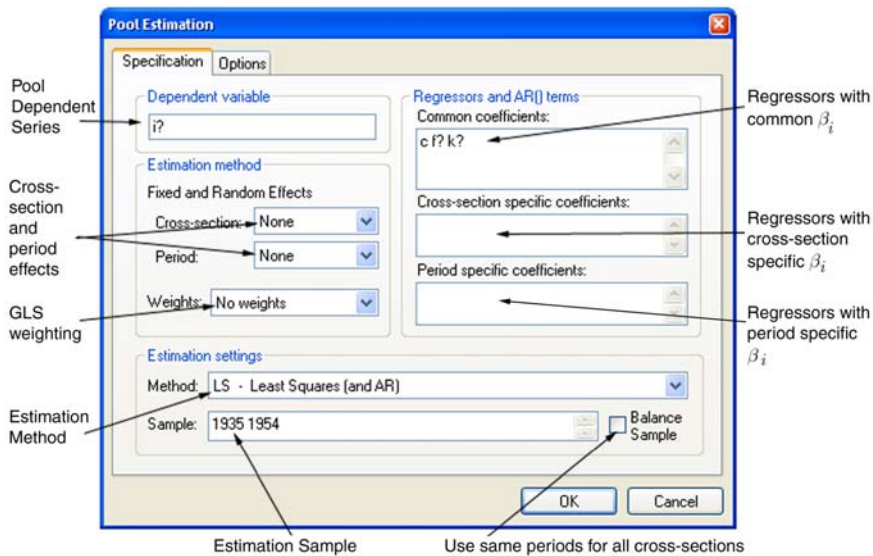 Pool Estimation
Specification
Options
Pool
Dependent
Series
Dependent variable
i?
Regressors and AR() terms
Common coefficients:
c f? k?
Regressors with
common βi
Estimation method
Fixed and Random Effects
Cross-
section
and
period
effects
Cross-section: None
Period: None
Cross-section specific coefficients:
Regressors with
cross-section
specific βi
Period specific coefficients:
GLS
weighting
Weights: No weights
Regressors with
period specific
βi
Estimation settings
Method: LS - Least Squares (and AR)
Estimation
Method
Sample: 1935 1954
Balance
Sample
OK
Cancel
Estimation Sample
Use same periods for all cross-sections